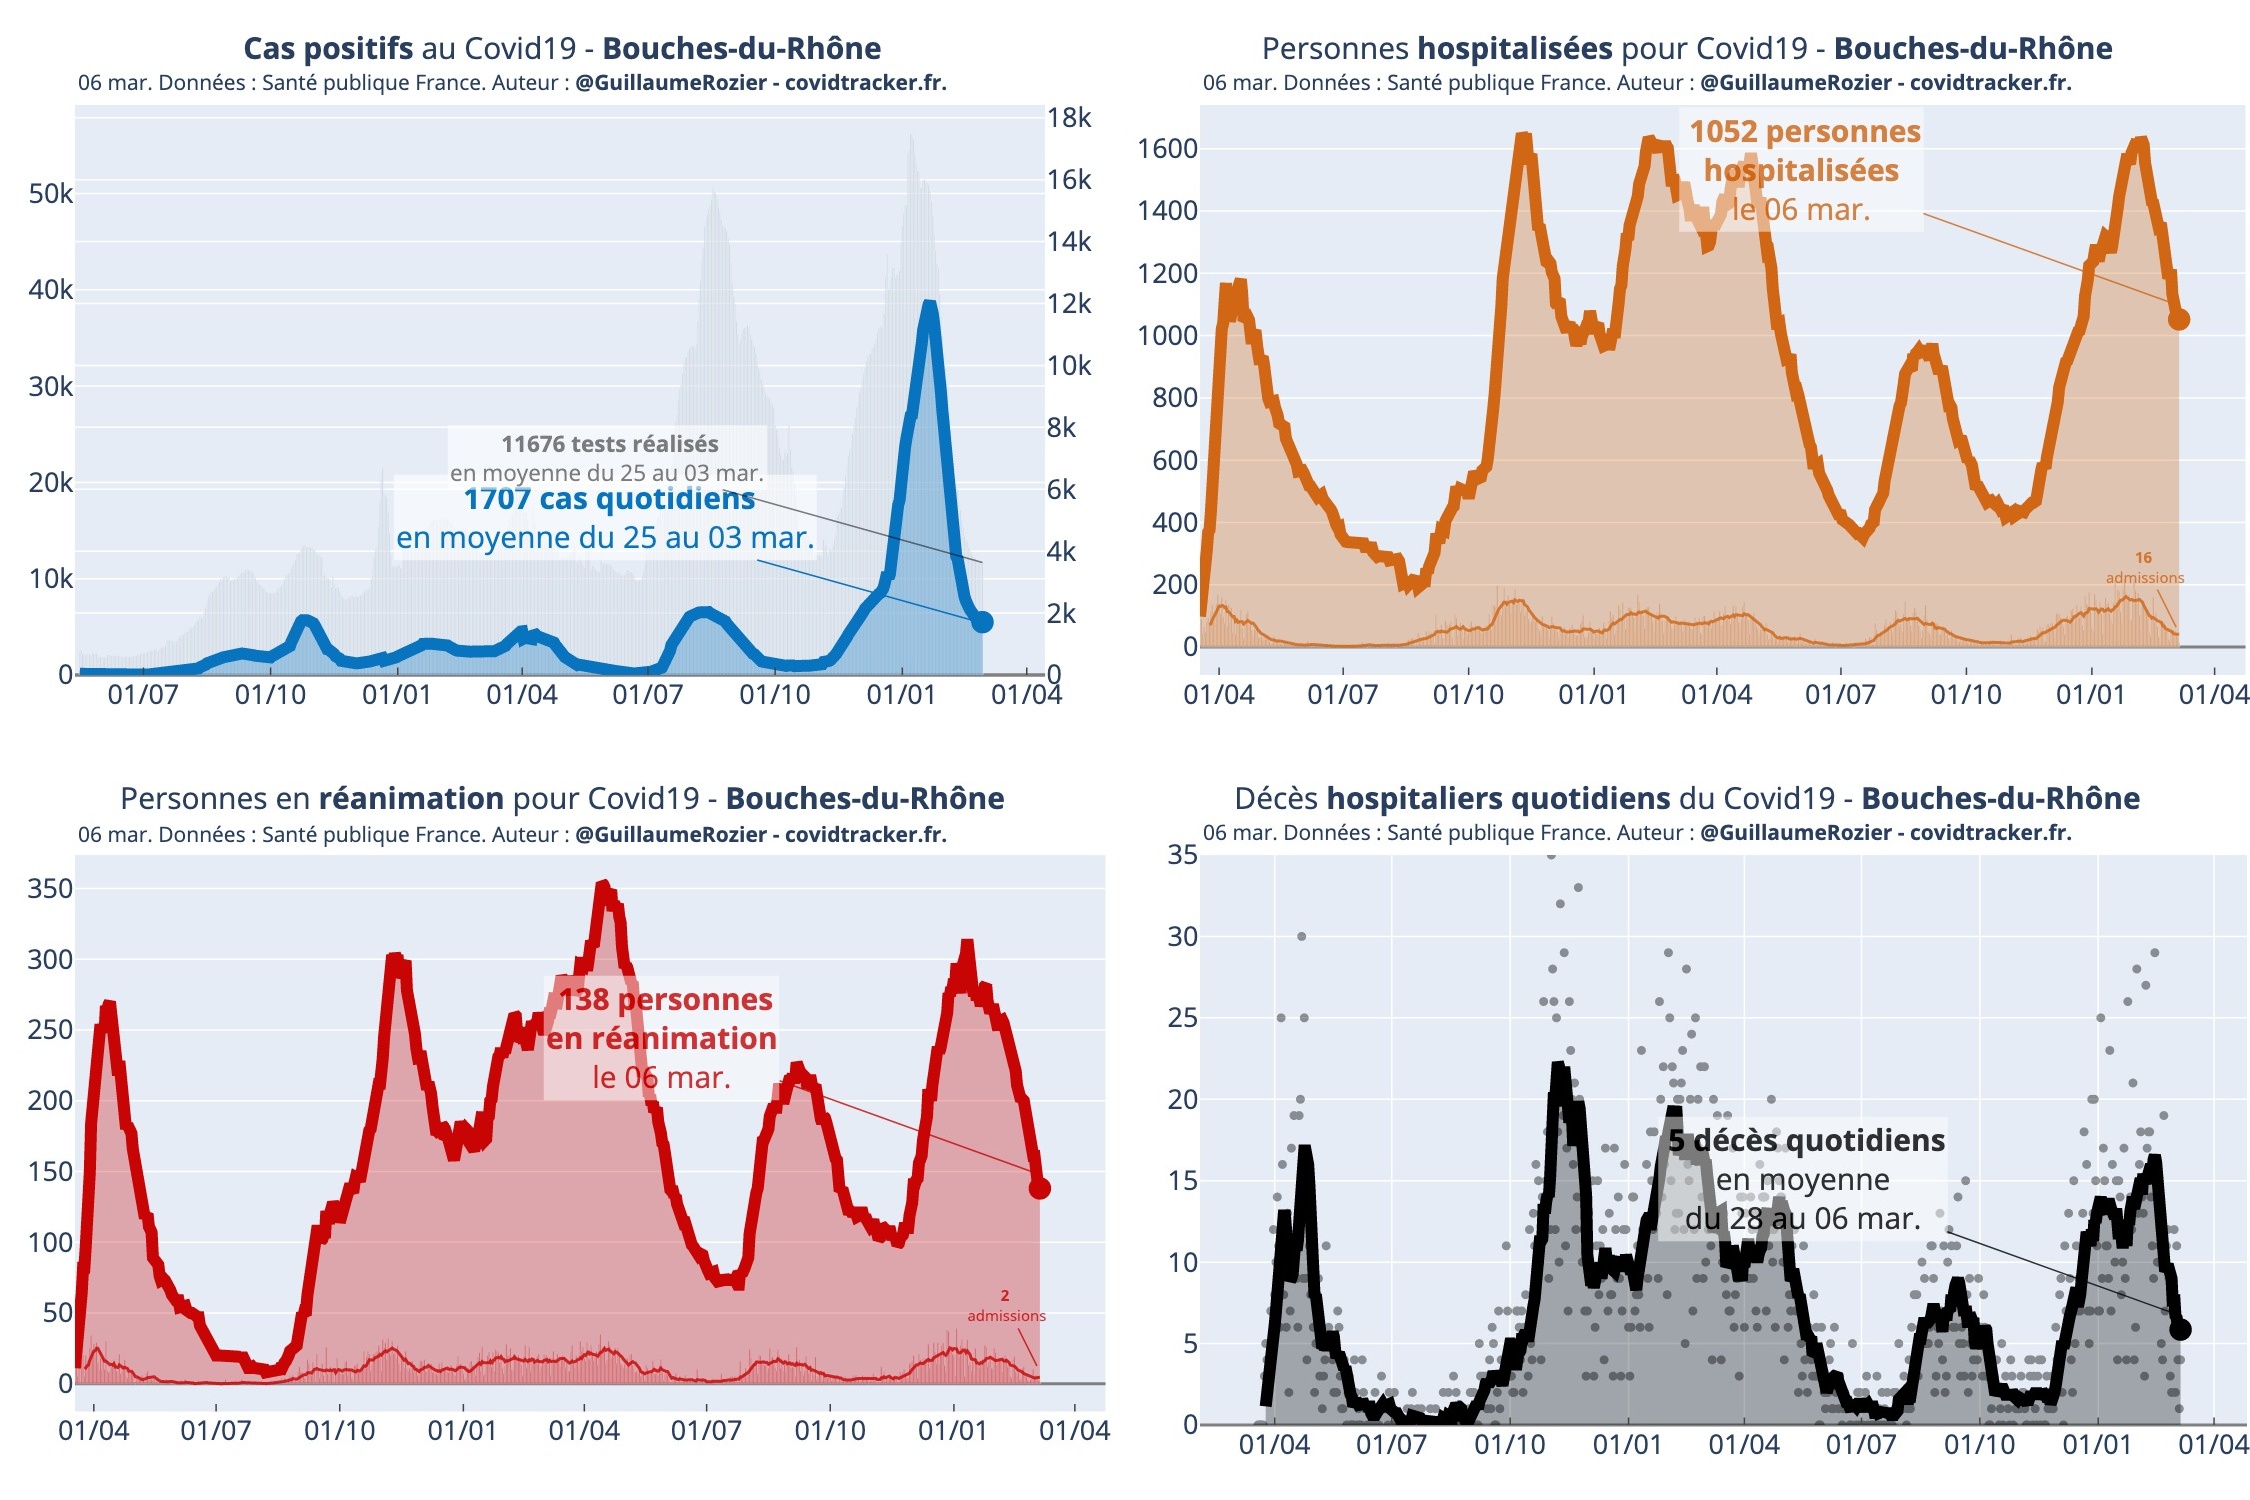 Cas positifs au Covid19 - Bouches-du-Rhône
06 mar. Données : Santé publique France. Auteur : @GuillaumeRozier - covidtracker.fr.
18k
16k
14k
12k
10k
8k
6k
4k
2k
0
50k
40k
30k
20k
10k
0
11676 tests réalisés
en moyenne du 25 au 03 mar.
1707 cas quotidiens
en moyenne du 25 au 03 mar.
01/07 01/10 01/01 01/04 01/07 01/10 01/01 01/04
Personnes hospitalisées pour Covid19 - Bouches-du-Rhône
06 mar. Données : Santé publique France. Auteur : @GuillaumeRozier - covidtracker.fr.
1600
1400
1200
1000
800
600
400
200
0
1052 personnes
hospitalisées
le 06 mar.
16
admissions
01/04 01/07 01/10 01/01 01/04 01/07 01/10 01/01 01/04
Personnes en réanimation pour Covid19 - Bouches-du-Rhône
06 mar. Données : Santé publique France. Auteur : @GuillaumeRozier - covidtracker.fr.
350
300
250
200
150
100
50
0
138 personnes
en réanimation
le 06 mar.
2
admissions
01/04 01/07 01/10 01/01 01/04 01/07 01/10 01/01 01/04
Décès hospitaliers quotidiens du Covid19 - Bouches-du-Rhône
06 mar. Données : Santé publique France. Auteur : @GuillaumeRozier - covidtracker.fr.
35
30
25
20
15
10
5
0
5 décès quotidiens
en moyenne
du 28 au 06 mar.
01/04 01/07 01/10 01/01 01/04 01/07 01/10 01/01 01/04